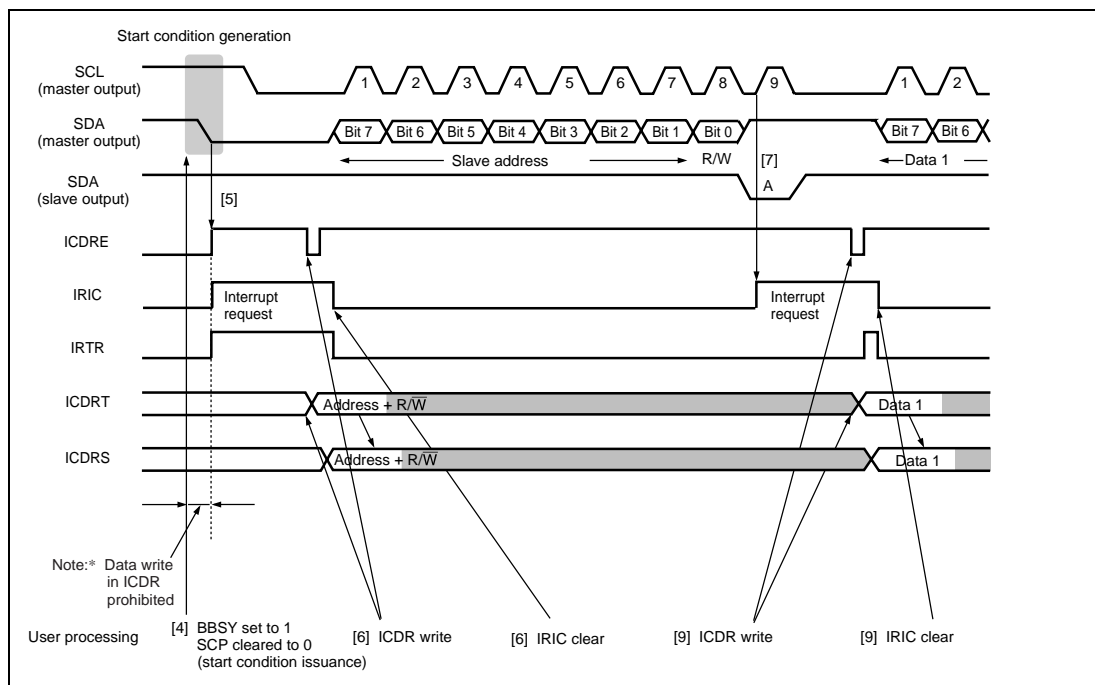 Start condition generation
SCL
(master output)
1 2 3 4 5 6 7 8 9 1 2
SDA
(master output)
Bit 7 Bit 6 Bit 5 Bit 4 Bit 3 Bit 2 Bit 1 Bit 0 Bit 7 Bit 6
Slave address R/W [7] Data 1
SDA
(slave output)
[5]
A
ICDRE
IRIC
Interrupt
request
Interrupt
request
IRTR
ICDRT
Address + R/W̅
Data 1
ICDRS
Address + R/W̅
Data 1
Note:* Data write
in ICDR
prohibited
User processing
[4] BBSY set to 1
SCP cleared to 0
(start condition issuance)
[6] ICDR write
[6] IRIC clear
[9] ICDR write
[9] IRIC clear